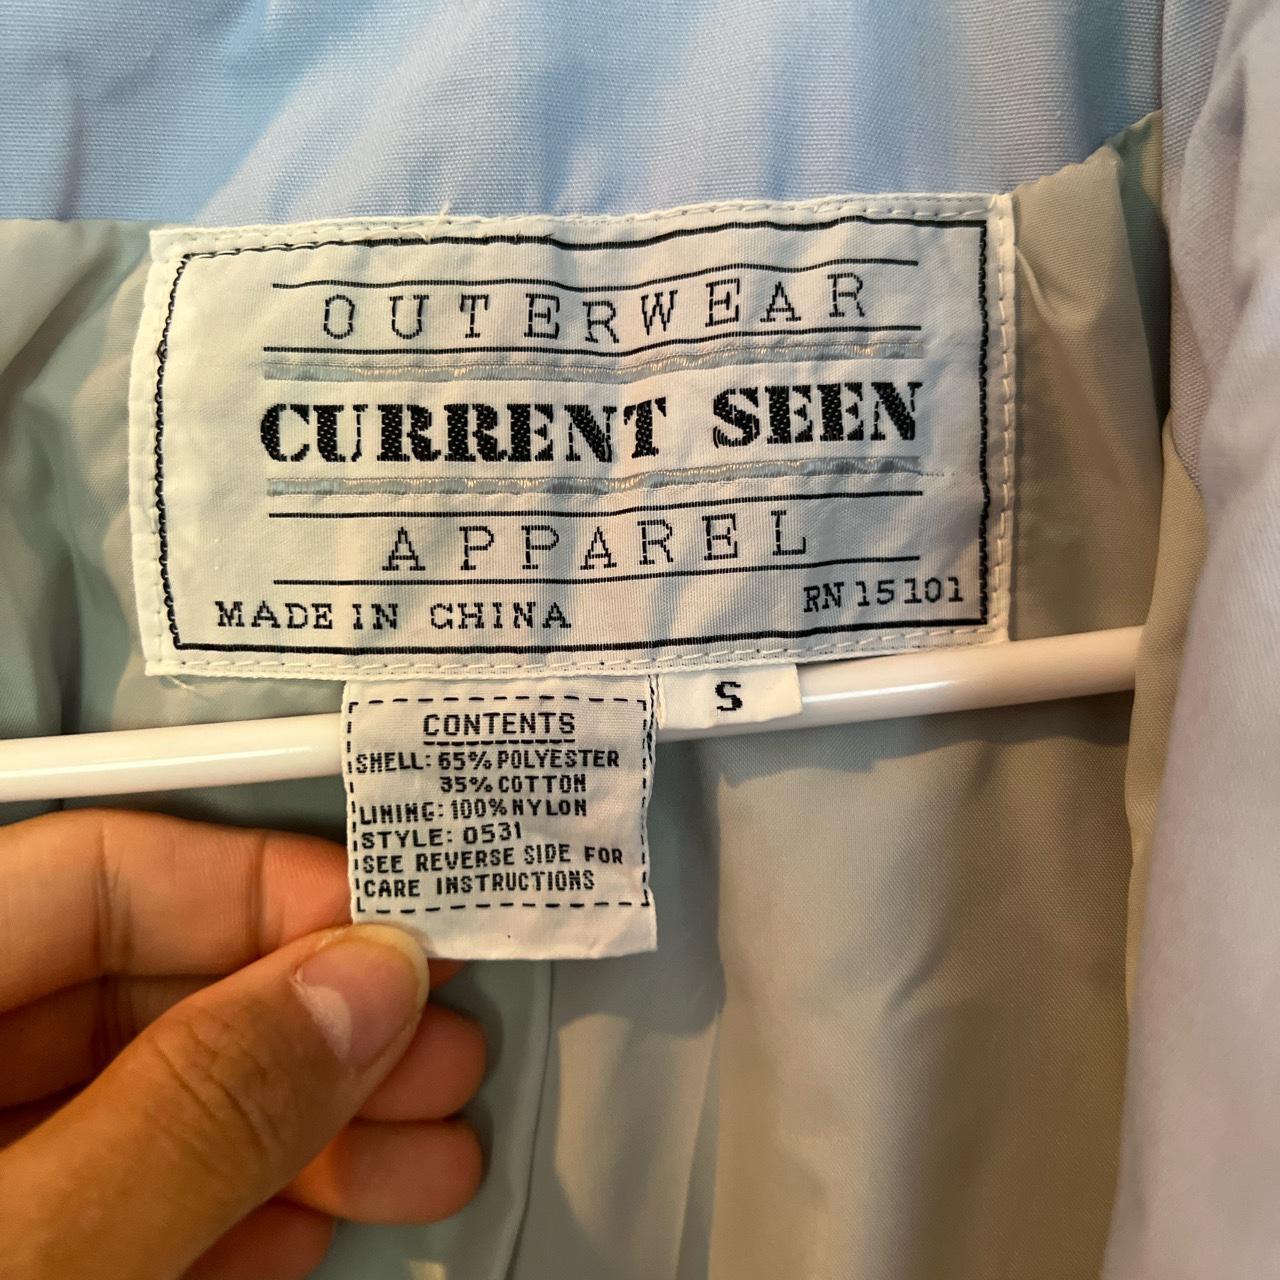 OUTERWEAR
CURRENT SEEN
APPAREL
MADE IN CHINA RN 15101
S
CONTENTS
SHELL: 65% POLYESTER
35% COTTON
LINING: 100% NYLON
STYLE: 0531
SEE REVERSE SIDE FOR
CARE INSTRUCTIONS